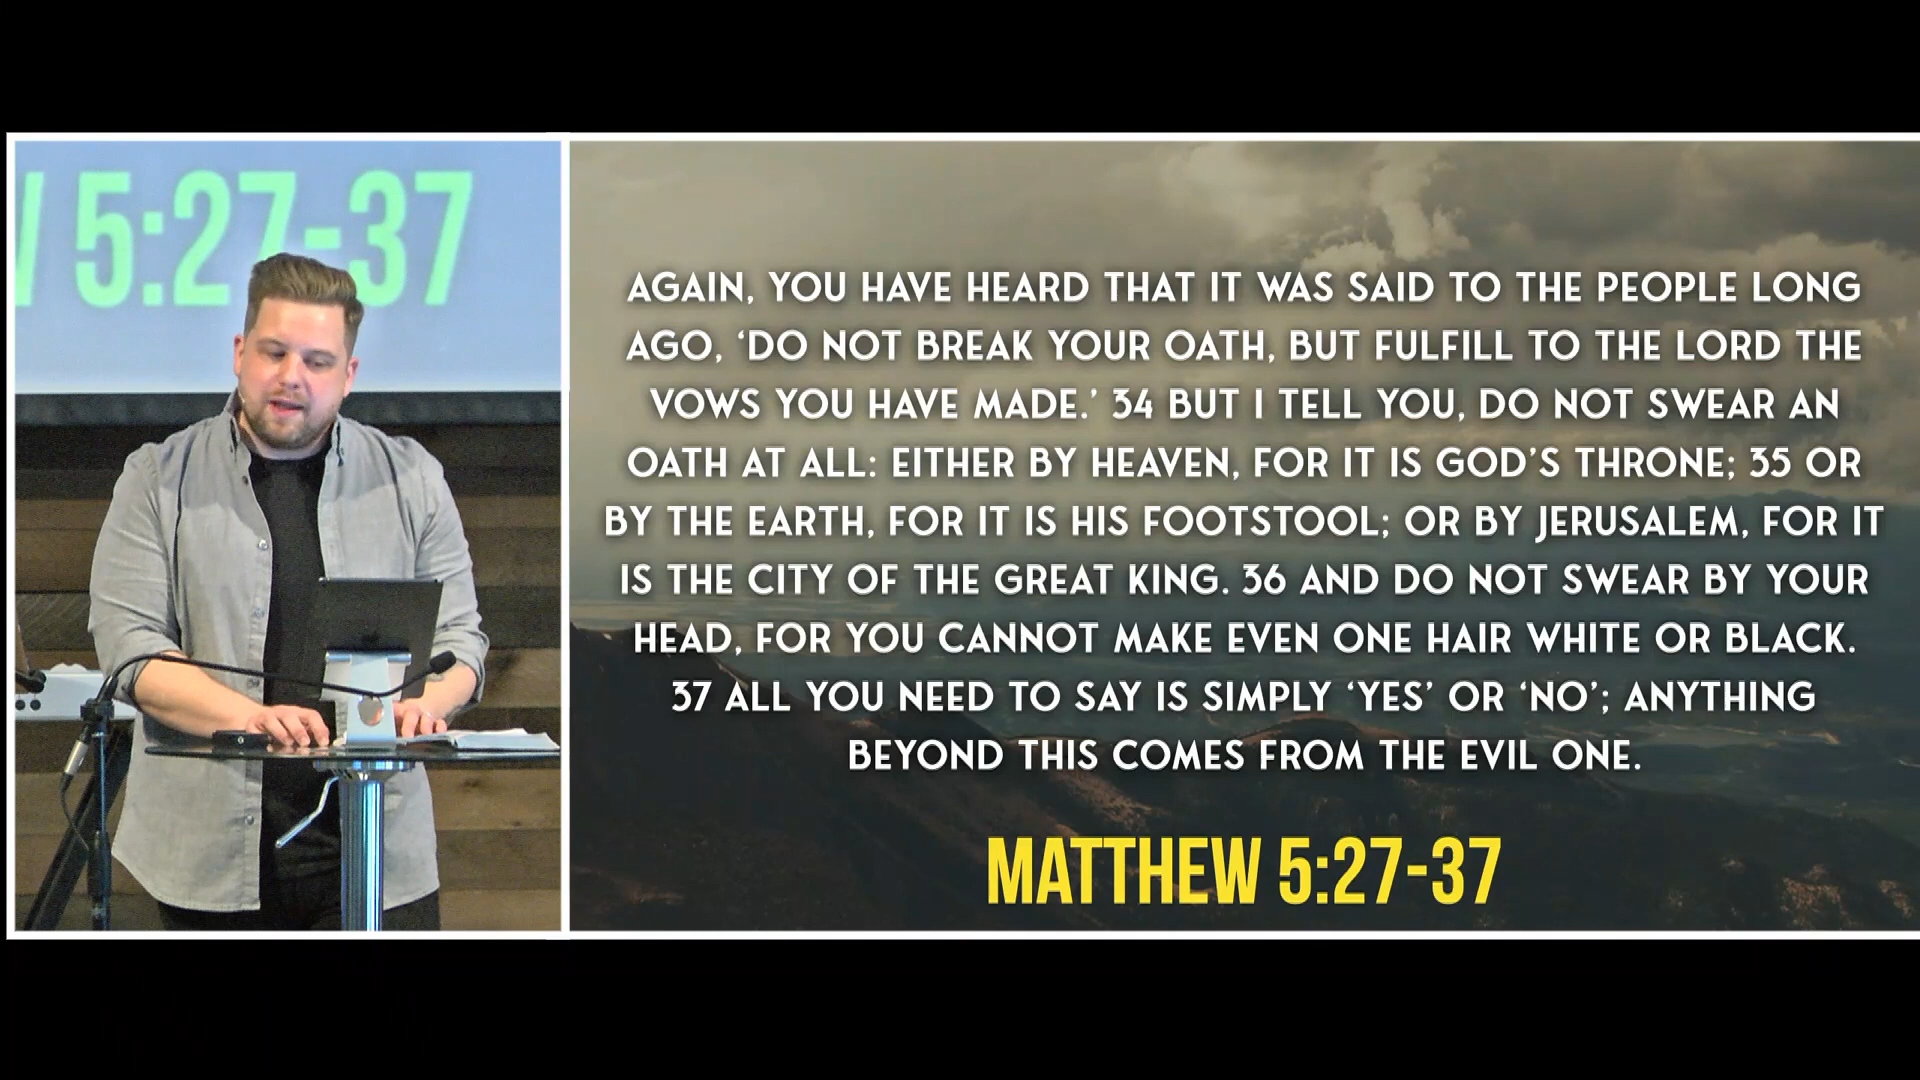 / 5:27-37
AGAIN, YOU HAVE HEARD THAT IT WAS SAID TO THE PEOPLE LONG
AGO, ‘DO NOT BREAK YOUR OATH, BUT FULFILL TO THE LORD THE
VOWS YOU HAVE MADE.’ 34 BUT I TELL YOU, DO NOT SWEAR AN
OATH AT ALL: EITHER BY HEAVEN, FOR IT IS GOD’S THRONE; 35 OR
BY THE EARTH, FOR IT IS HIS FOOTSTOOL; OR BY JERUSALEM, FOR IT
IS THE CITY OF THE GREAT KING. 36 AND DO NOT SWEAR BY YOUR
HEAD, FOR YOU CANNOT MAKE EVEN ONE HAIR WHITE OR BLACK.
37 ALL YOU NEED TO SAY IS SIMPLY ‘YES’ OR ‘NO’; ANYTHING
BEYOND THIS COMES FROM THE EVIL ONE.
MATTHEW 5:27-37